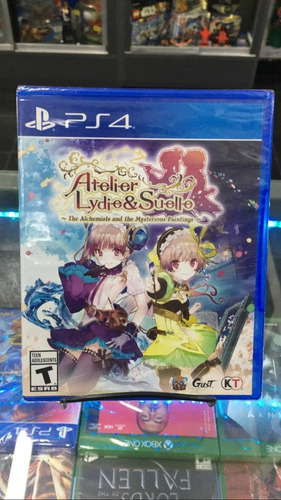 PS4
Atelier
Lydie & Suelle
~ The Alchemists and the Mysterious Paintings ~
TEEN
ADOLESCENTS
T
ESRB
GUST
KT
PS4
XBOX ONE
LORDS OF THE
FALLEN